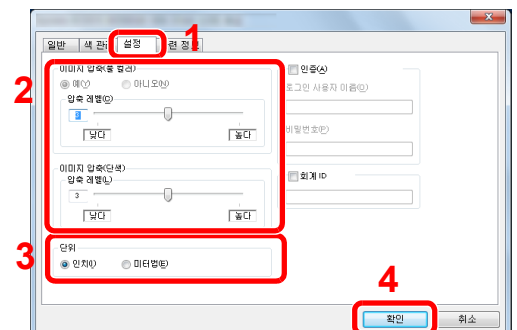 1
일반 색 관 설정 련 정
2
이미지 압축(풀 컬러)
예(Y) 아니오(N)
압축 레벨(O)
3
낮다 높다
이미지 압축(단색)
압축 레벨(L)
3
낮다 높다
인증(A)
로그인 사용자 이름(D)
비밀번호(P)
회계 ID
3
단위
인치(I) 미터법(E)
4
확인 취소